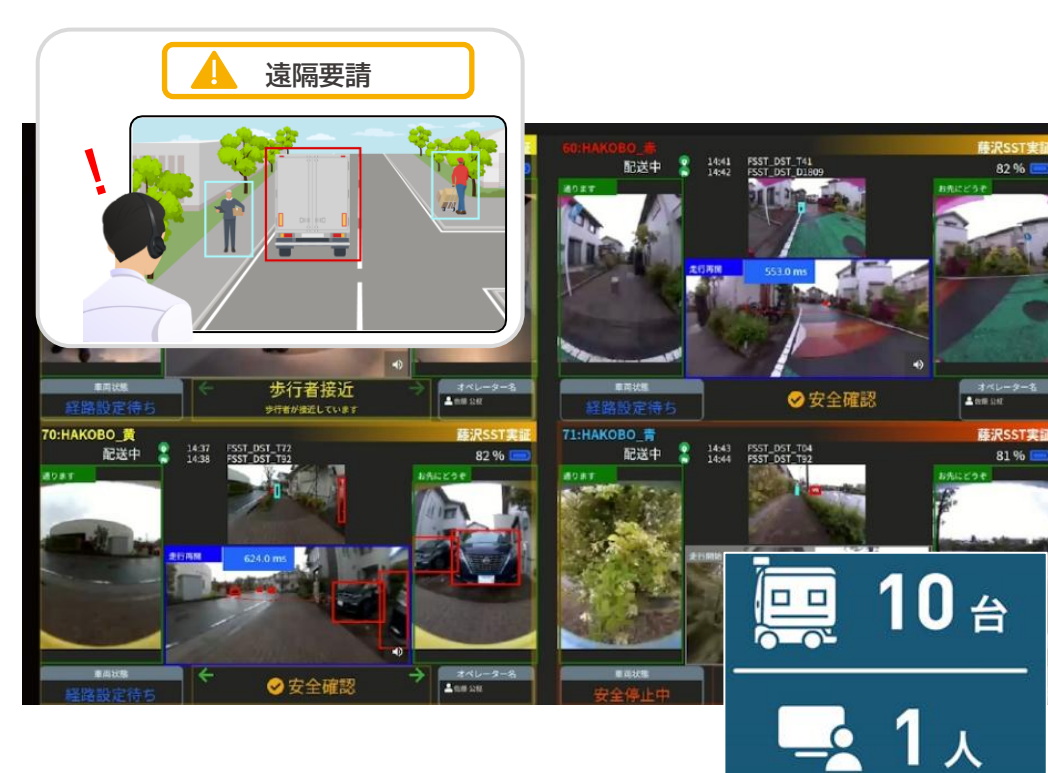 遠隔要請
!
証
60:HAKOBO_赤
藤沢SST実証
配送中
14:41 FSST_DST_T41
14:42 FSST_DST_D1809
82 %
通ります
お先にどうぞ
走行再開
553.0 ms
車両状態
経路設定待ち
← 歩行者接近 →
歩行者が接近しています
オペレーター名
車両状態
経路設定待ち
安全確認
オペレーター名
70:HAKOBO_黄
藤沢SST実証
配送中
14:37 FSST_DST_T72
14:38 FSST_DST_T92
82 %
通ります
お先にどうぞ
走行再開
624.0 ms
車両状態
経路設定待ち
← 安全確認 →
オペレーター名
71:HAKOBO_青
藤沢SST実証
配送中
14:43 FSST_DST_T04
14:44 FSST_DST_T92
81 %
通ります
お先にどうぞ
走行開始
車両状態
安全停止中
10 台
1 人